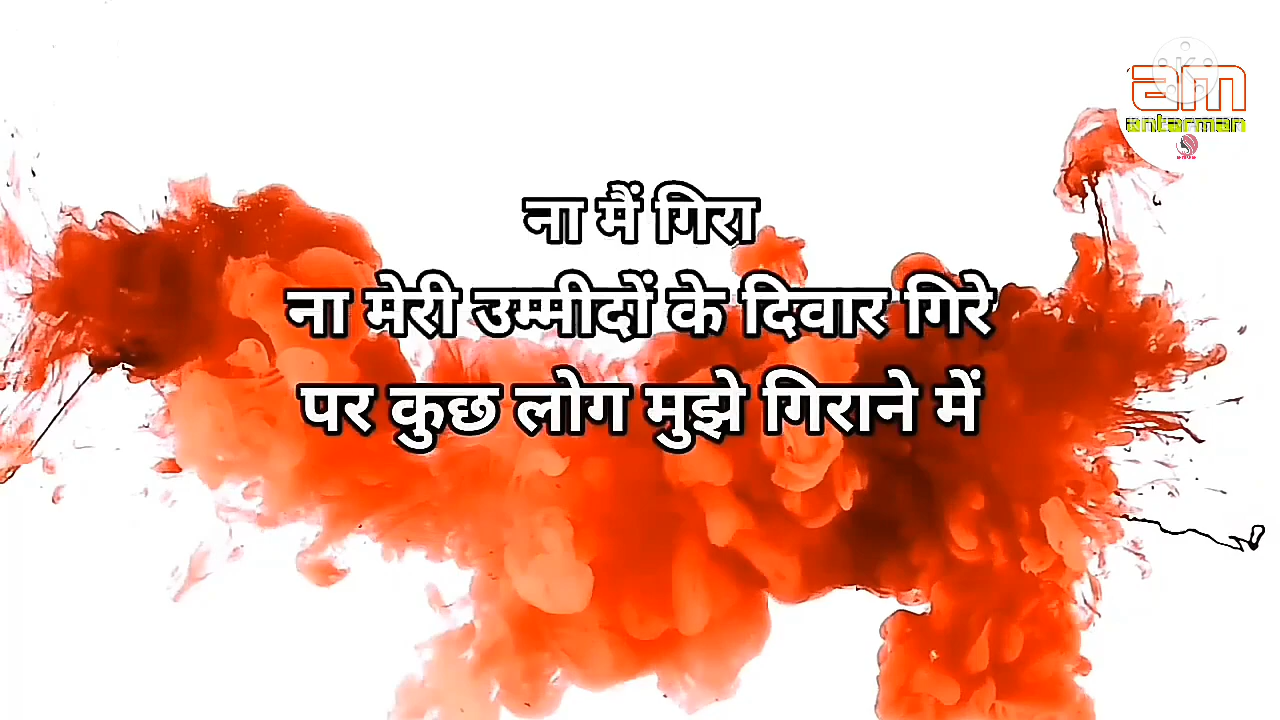 am
antarman
ना मैं गिरा
ना मेरी उम्मीदों के दिवार गिरे
पर कुछ लोग मुझे गिराने में